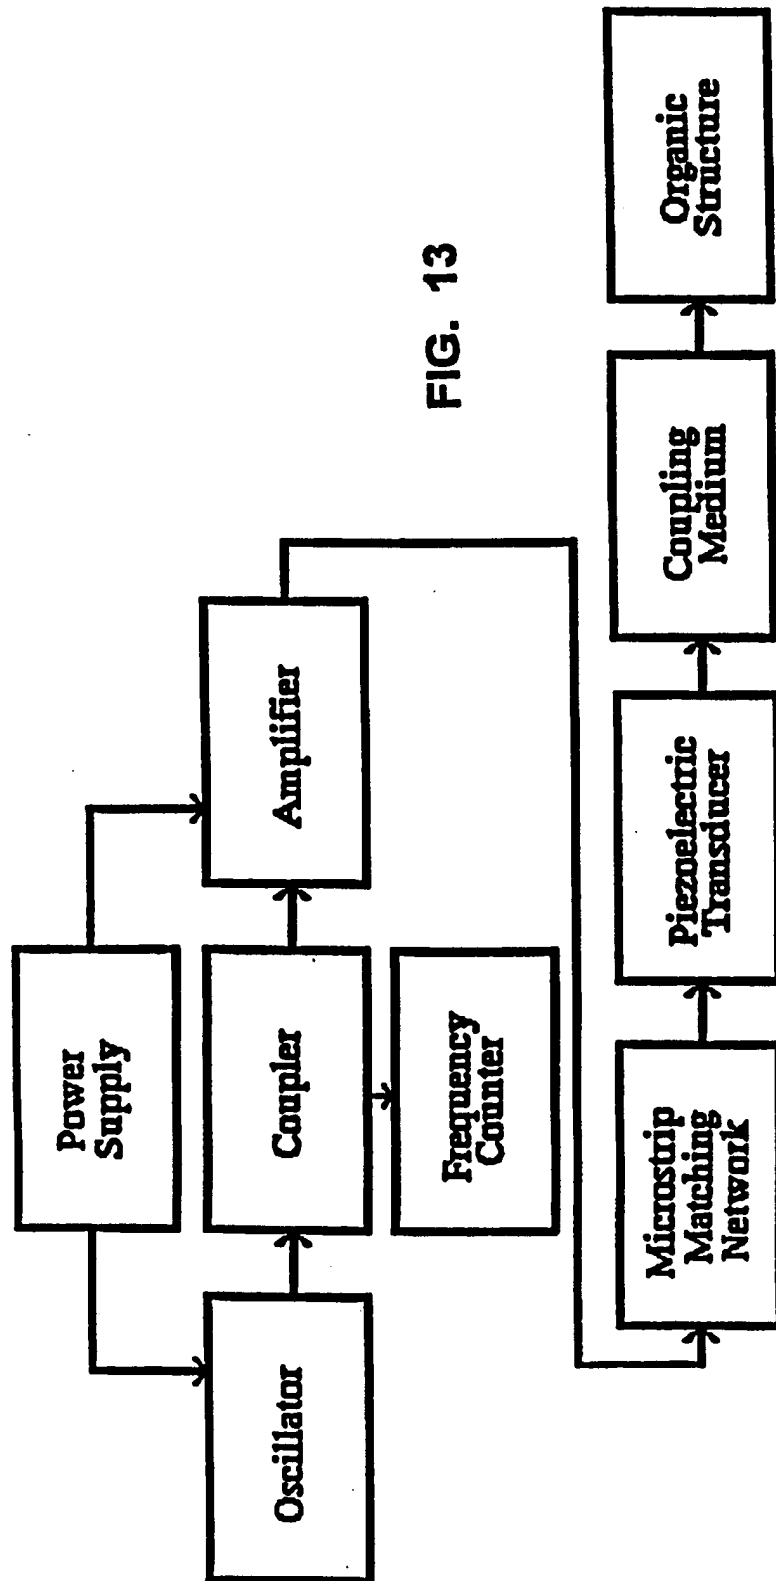 Power
Supply
Oscillator
Coupler
Amplifier
Frequency
Counter
FIG. 13
Microstrip
Matching
Network
Piezoelectric
Transducer
Coupling
Medium
Organic
Structure